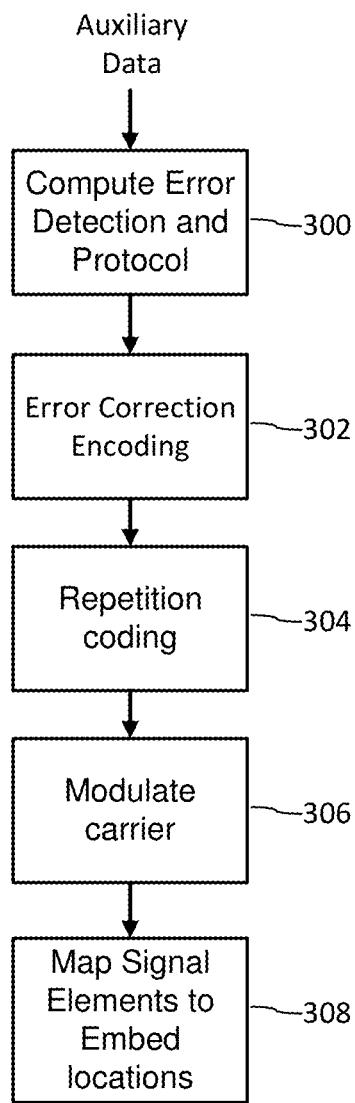 Auxiliary
Data
Compute Error
Detection and
Protocol
300
Error Correction
Encoding
302
Repetition
coding
304
Modulate
carrier
306
Map Signal
Elements to
Embed
locations
308